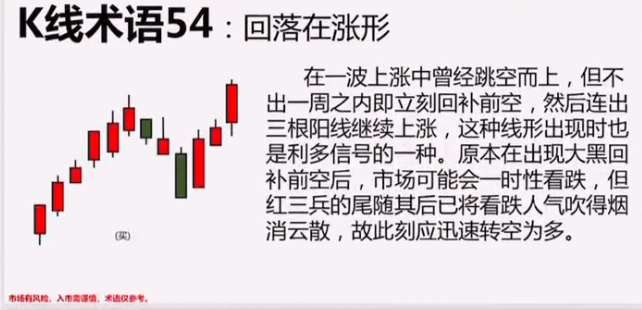 K线术语54：回落在涨形
在一波上涨中曾经跳空而上，但不
出一周之内即立刻回补前空，然后连出
三根阳线继续上涨，这种线形出现时也
是利多信号的一种。原本在出现大黑回
补前空后，市场可能会一时性看跌，但
红三兵的尾随其后已将看跌人气吹得烟
消云散，故此刻应迅速转空为多。
(买)
市场有风险，入市需谨慎，术语仅参考。